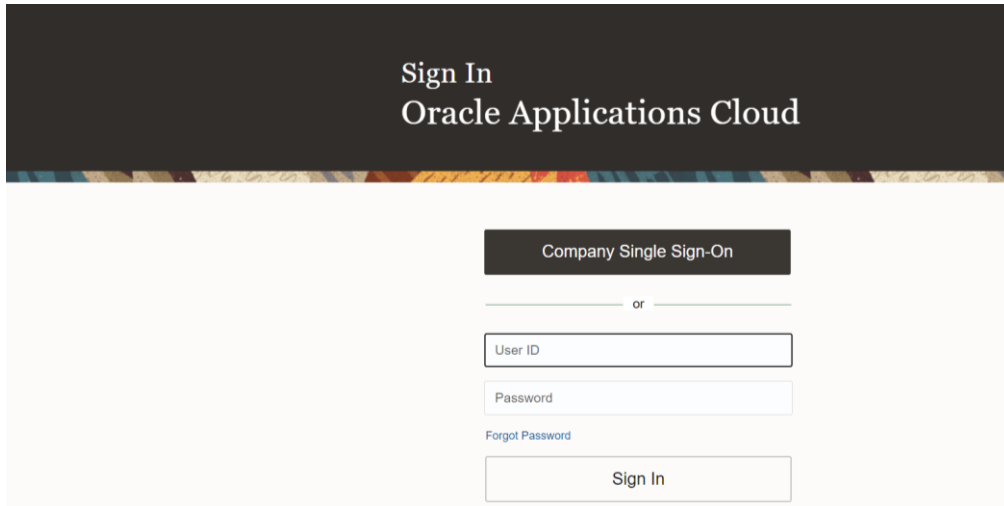 Sign In
Oracle Applications Cloud
Company Single Sign-On
or
User ID
Password
Forgot Password
Sign In